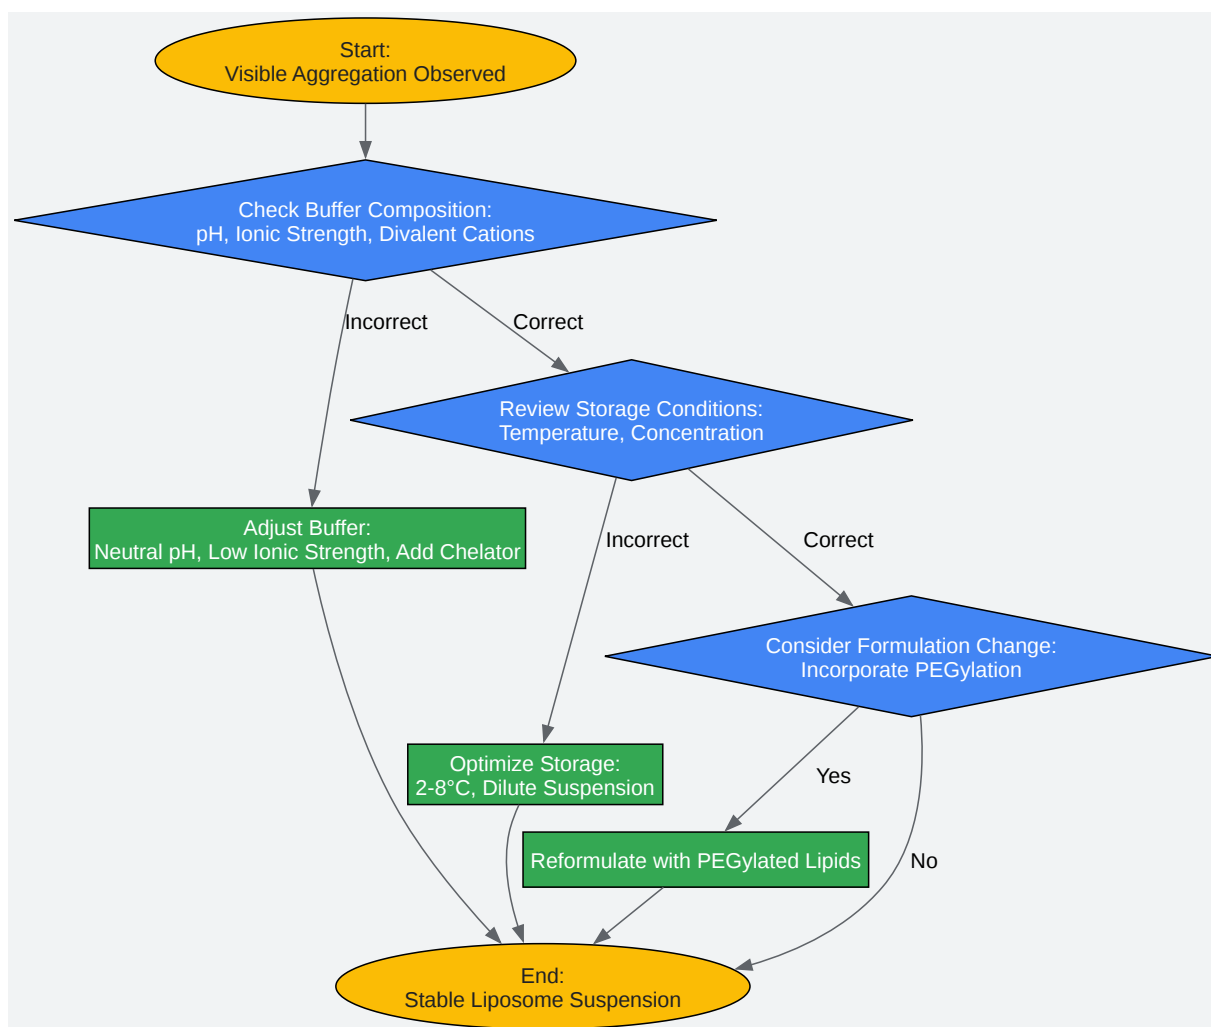 Start:
Visible Aggregation Observed
Check Buffer Composition:
pH, Ionic Strength, Divalent Cations
Incorrect
Correct
Review Storage Conditions:
Temperature, Concentration
Adjust Buffer:
Neutral pH, Low Ionic Strength, Add Chelator
Incorrect
Correct
Consider Formulation Change:
Incorporate PEGylation
Optimize Storage:
2-8°C, Dilute Suspension
Yes
Reformulate with PEGylated Lipids
No
End:
Stable Liposome Suspension